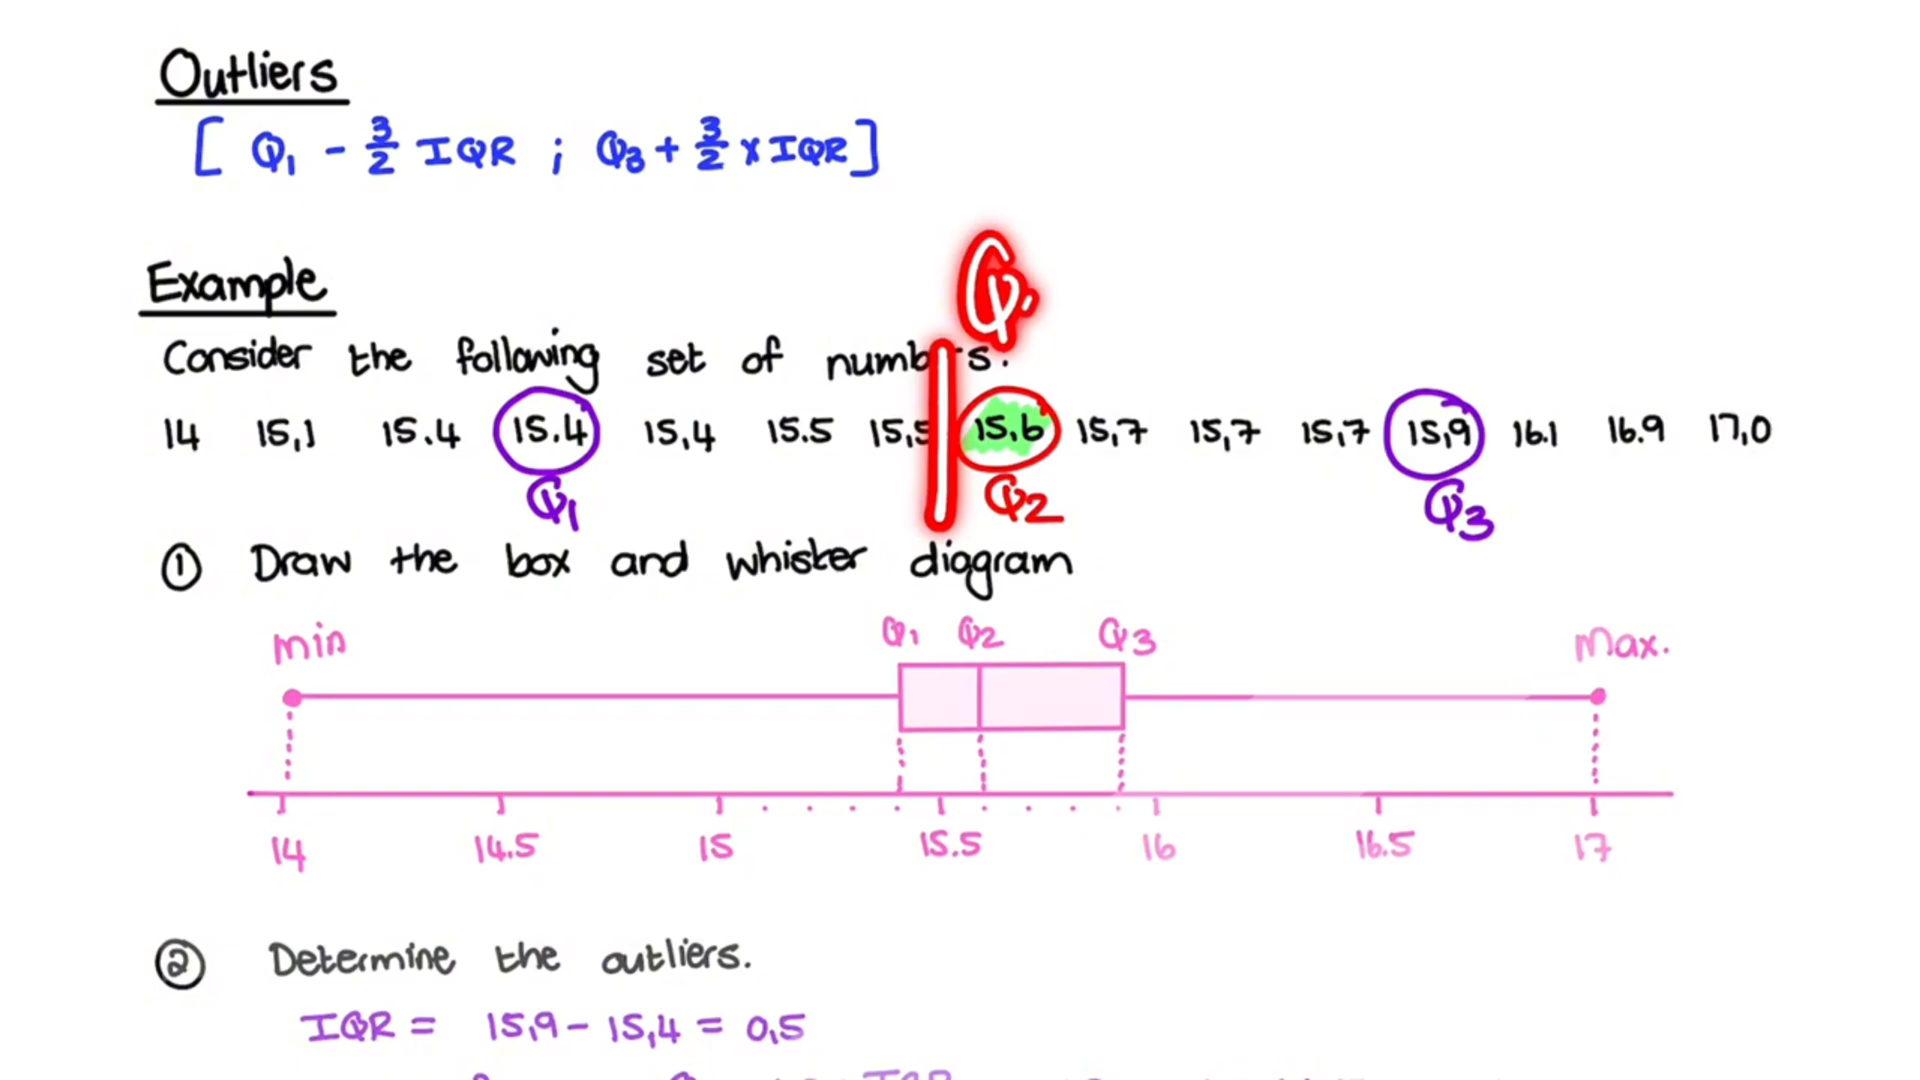 Outliers
[ Q1 - 3/2 IQR ; Q3 + 3/2 x IQR ]
Example
Consider the following set of
14 15,1 15.4 15.4 15,4 15.5 15,5 15,6 15,7 15,7 15,7 15,9 16.1 16.9 17,0
Q1 Q2 Q3
① Draw the box and whisker diagram
min Q1 Q2 Q3 Max.
14 14.5 15 15.5 16 16.5 17
② Determine the outliers.
IQR = 15,9 - 15,4 = 0,5